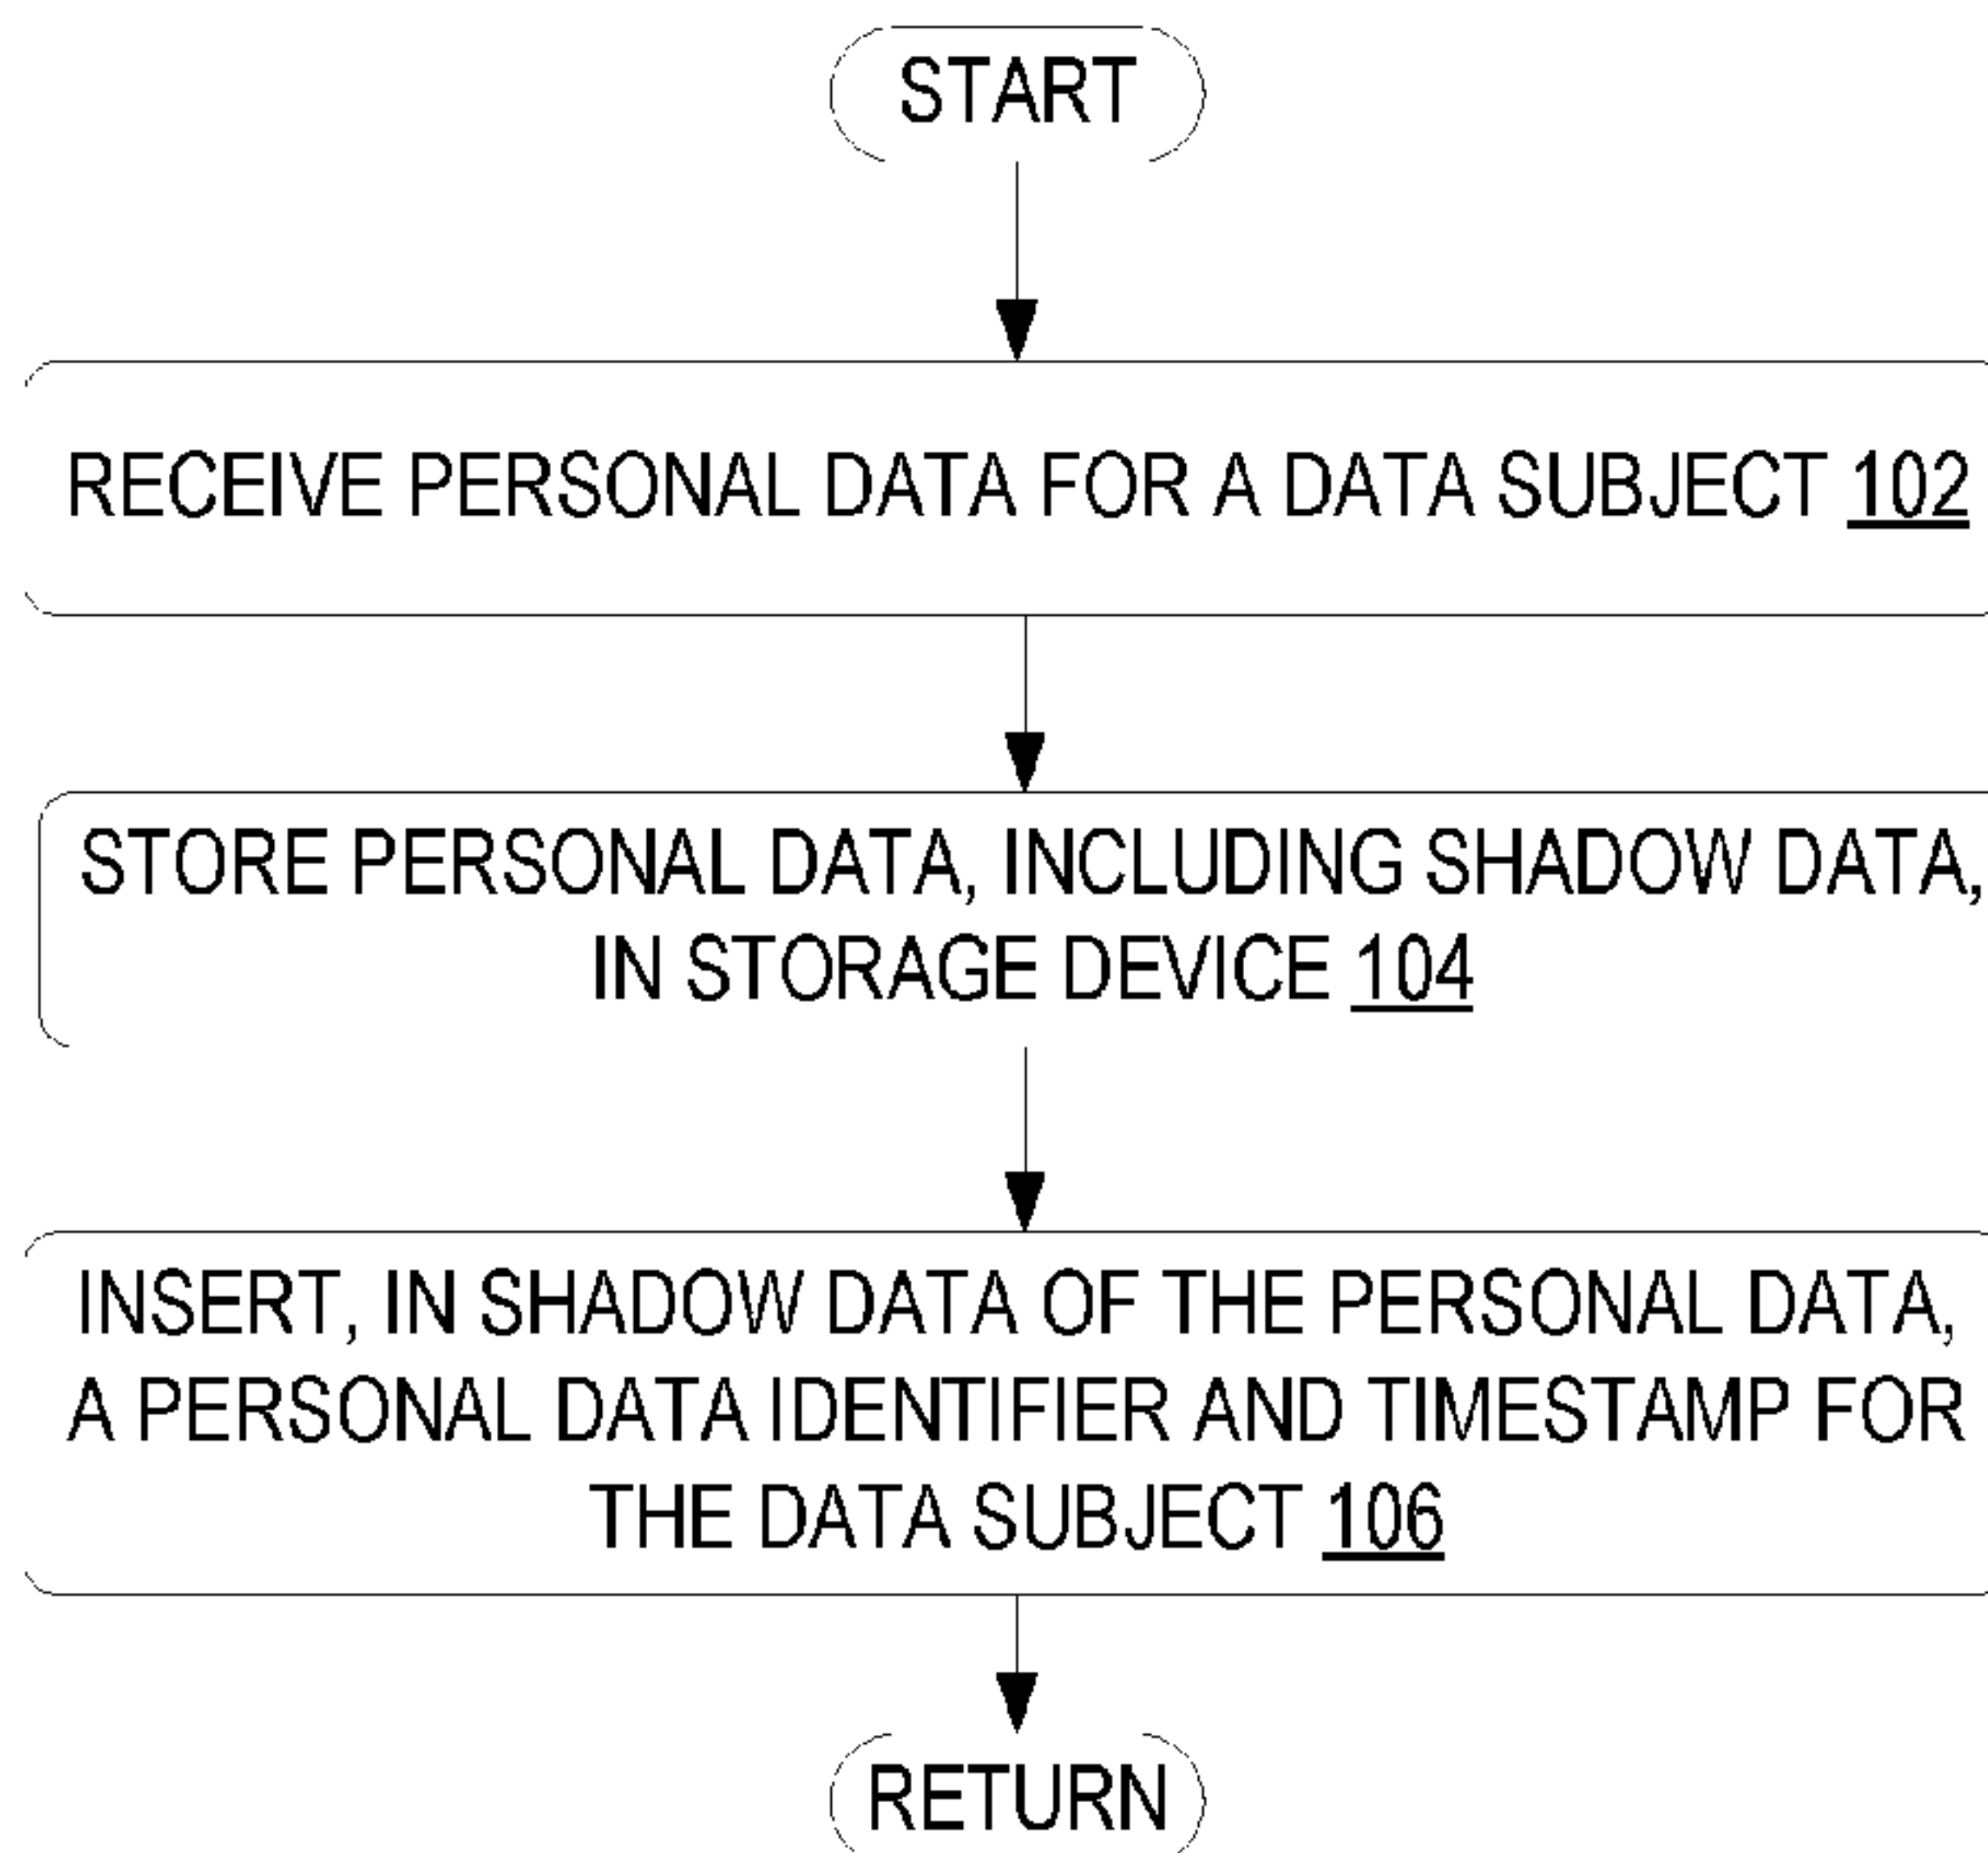 START
RECEIVE PERSONAL DATA FOR A DATA SUBJECT 102
STORE PERSONAL DATA, INCLUDING SHADOW DATA,
IN STORAGE DEVICE 104
INSERT, IN SHADOW DATA OF THE PERSONAL DATA,
A PERSONAL DATA IDENTIFIER AND TIMESTAMP FOR
THE DATA SUBJECT 106
RETURN